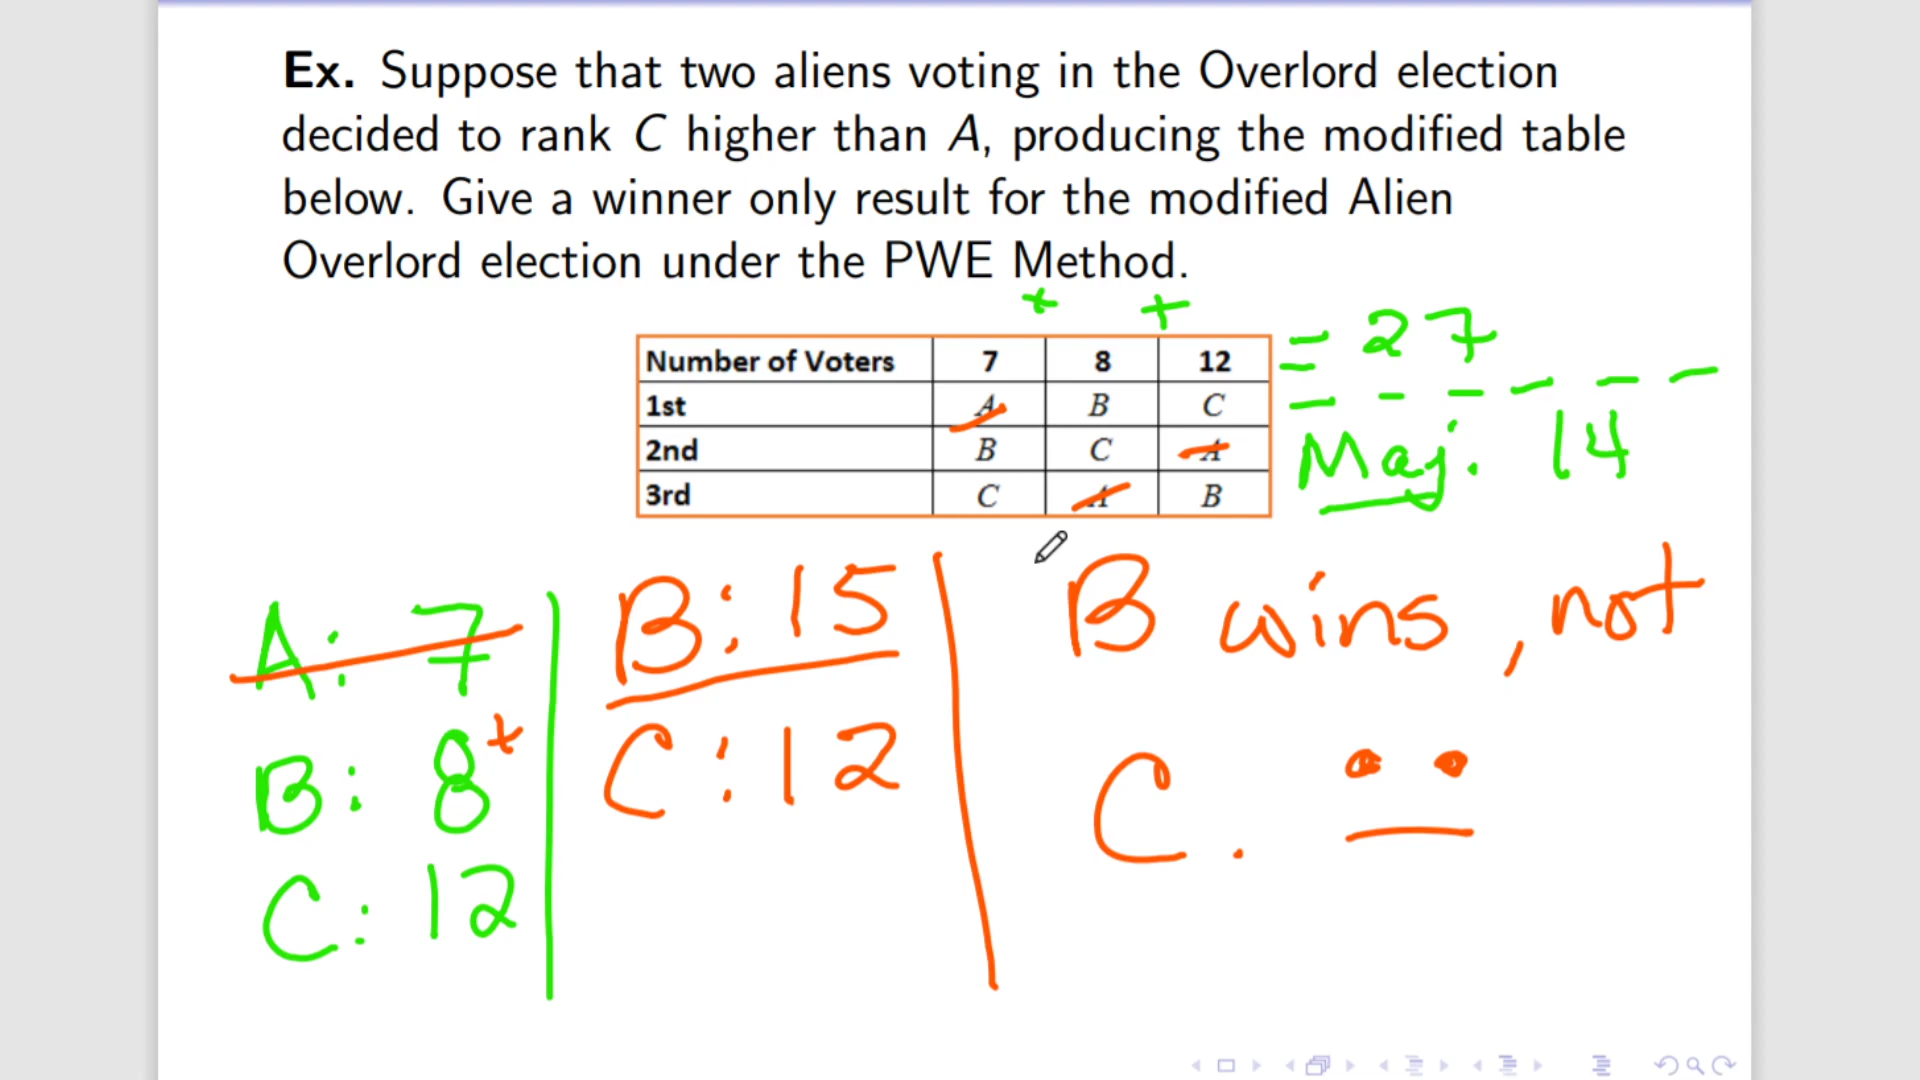 Ex. Suppose that two aliens voting in the Overlord election
decided to rank C higher than A, producing the modified table
below. Give a winner only result for the modified Alien
Overlord election under the PWE Method.
+ +
Number of Voters 7 8 12 = 27
1st A B C
2nd B C A Maj. 14
3rd C A B
A: 7 B: 15 B wins, not
B: 8+ C: 12 C.
C: 12